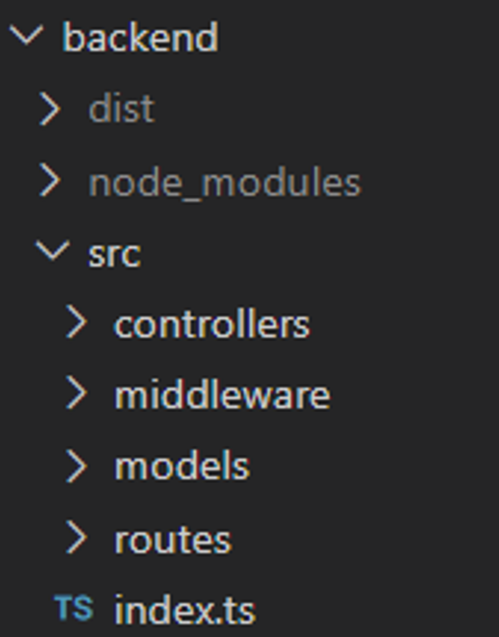 backend
dist
node_modules
src
controllers
middleware
models
routes
TS index.ts